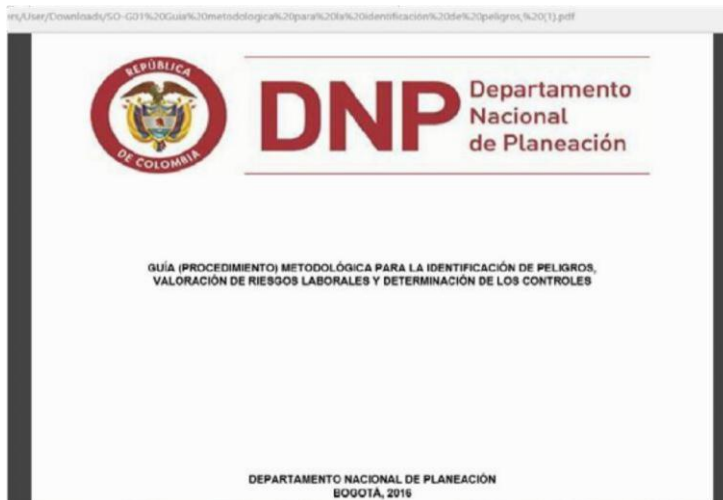 ers/User/Downloads/SO-G01%20Guia%20metodologica%20para%20la%20identificación%20de%20peligros,%20(1).pdf
REPÚBLICA
DE COLOMBIA
DNP
Departamento
Nacional
de Planeación
GUÍA (PROCEDIMIENTO) METODOLÓGICA PARA LA IDENTIFICACIÓN DE PELIGROS,
VALORACIÓN DE RIESGOS LABORALES Y DETERMINACIÓN DE LOS CONTROLES
DEPARTAMENTO NACIONAL DE PLANEACIÓN
BOGOTÁ, 2016